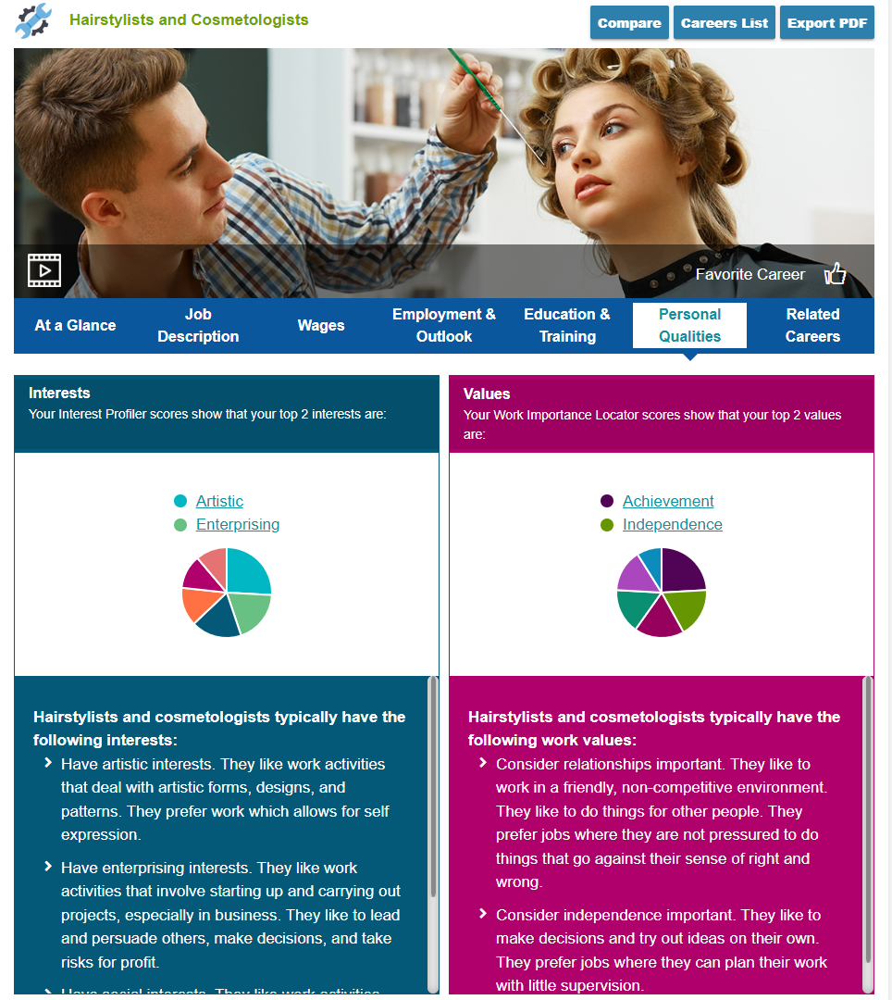 Hairstylists and Cosmetologists
Compare
Careers List
Export PDF
Favorite Career
At a Glance
Job
Description
Wages
Employment &
Outlook
Education &
Training
Personal
Qualities
Related
Careers
Interests
Your Interest Profiler scores show that your top 2 interests are:
Artistic
Enterprising
Values
Your Work Importance Locator scores show that your top 2 values
are:
Achievement
Independence
Hairstylists and cosmetologists typically have the
following interests:
Have artistic interests. They like work activities
that deal with artistic forms, designs, and
patterns. They prefer work which allows for self
expression.
Have enterprising interests. They like work
activities that involve starting up and carrying out
projects, especially in business. They like to lead
and persuade others, make decisions, and take
risks for profit.
Have social interests. They like work activities
Hairstylists and cosmetologists typically have the
following work values:
Consider relationships important. They like to
work in a friendly, non-competitive environment.
They like to do things for other people. They
prefer jobs where they are not pressured to do
things that go against their sense of right and
wrong.
Consider independence important. They like to
make decisions and try out ideas on their own.
They prefer jobs where they can plan their work
with little supervision.